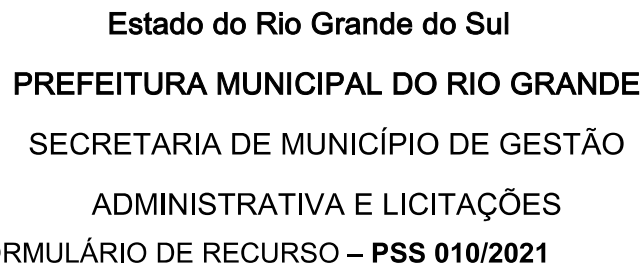 Estado do Rio Grande do Sul
PREFEITURA MUNICIPAL DO RIO GRANDE
SECRETARIA DE MUNICÍPIO DE GESTÃO
ADMINISTRATIVA E LICITAÇÕES
ORMULÁRIO DE RECURSO – PSS 010/2021